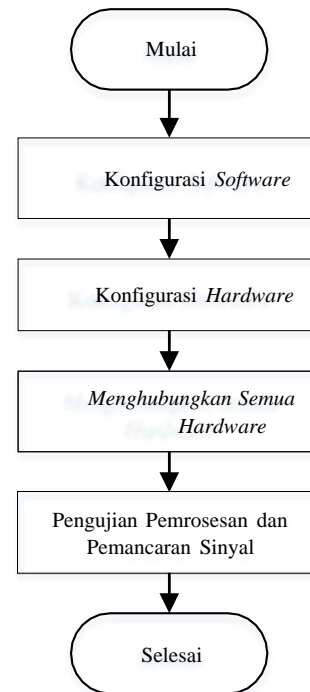 Mulai
Konfigurasi Software
Konfigurasi Hardware
Menghubungkan Semua
Hardware
Pengujian Pemrosesan dan
Pemancaran Sinyal
Selesai